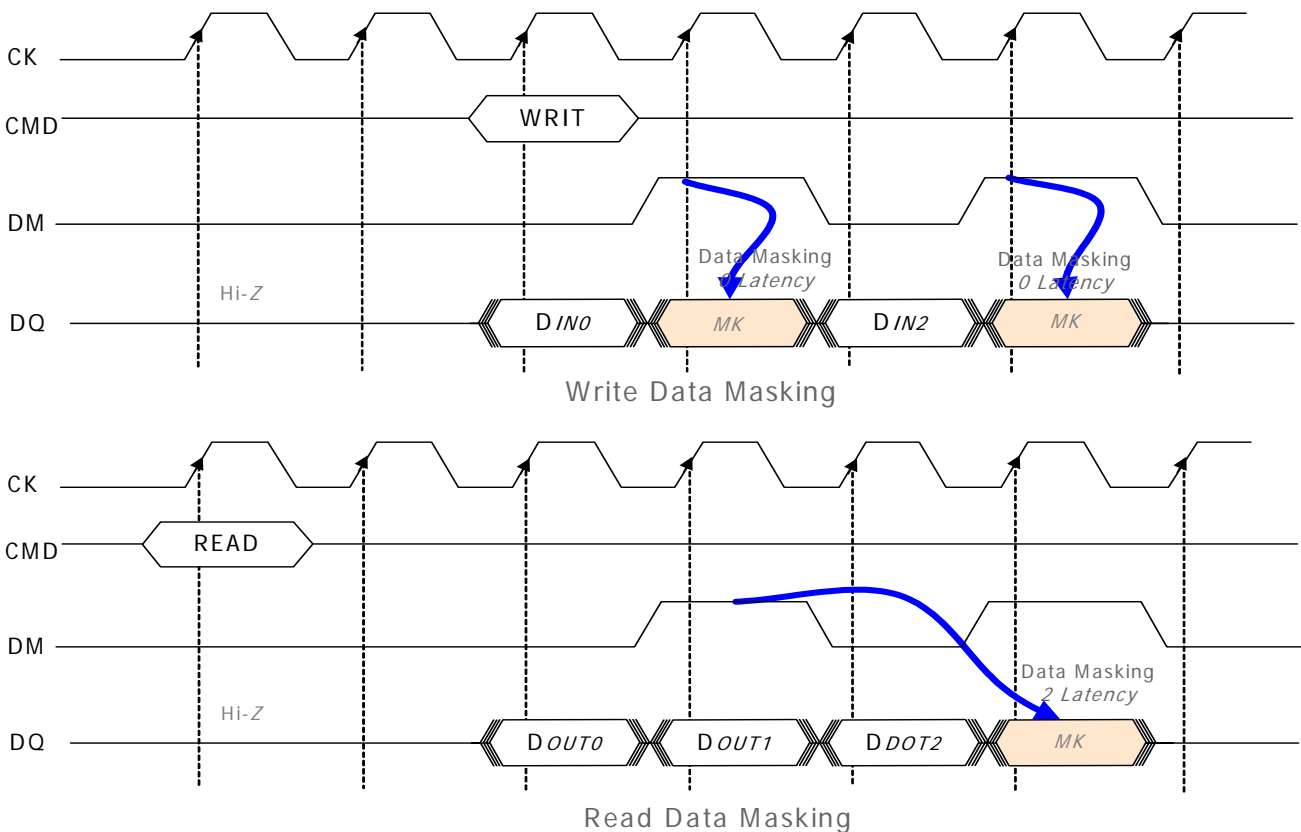 CK
CMD
WRIT
DM
Data Masking
0 Latency
Data Masking
0 Latency
Hi-Z
DQ
DIN0
MK
DIN2
MK
Write Data Masking
CK
CMD
READ
DM
Data Masking
2 Latency
Hi-Z
DQ
DOUT0
DOUT1
DDOT2
MK
Read Data Masking